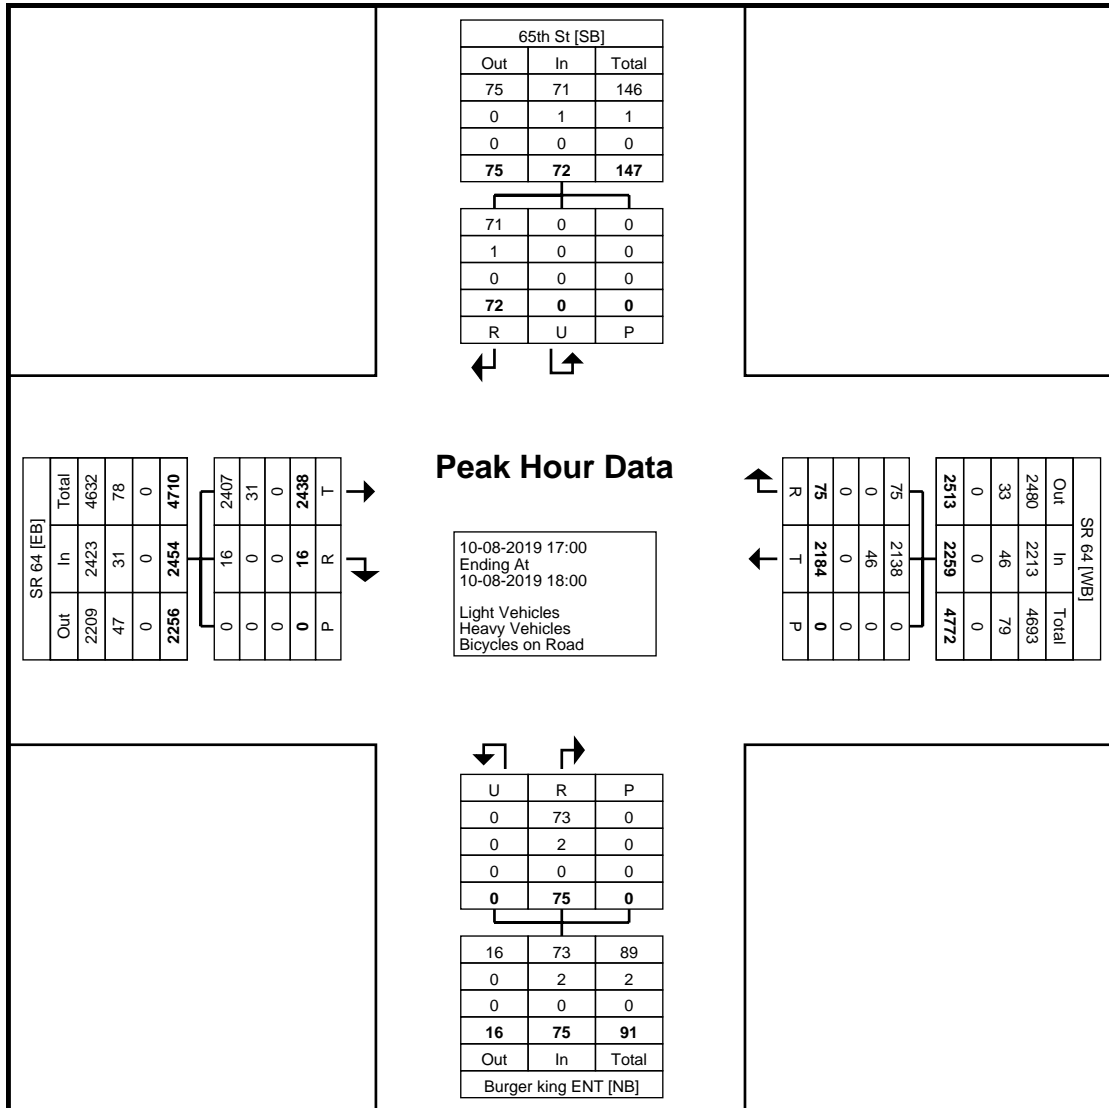 65th St [SB]
Out In Total
75 71 146
0 1 1
0 0 0
75 72 147
71 0 0
1 0 0
0 0 0
72 0 0
R U P
SR 64 [EB]
Total In Out
4632 2423 2209
78 31 47
0 0 0
4710 2454 2256
2407 16 0
31 0 0
0 0 0
2438 16 0
T R P
Peak Hour Data
10-08-2019 17:00
Ending At
10-08-2019 18:00
Light Vehicles
Heavy Vehicles
Bicycles on Road
SR 64 [WB]
Out In Total
2480 2213 4693
33 46 79
0 0 0
2513 2259 4772
75 2138 0
0 46 0
0 0 0
75 2184 0
R T P
U R P
0 73 0
0 2 0
0 0 0
0 75 0
16 73 89
0 2 2
0 0 0
16 75 91
Out In Total
Burger king ENT [NB]